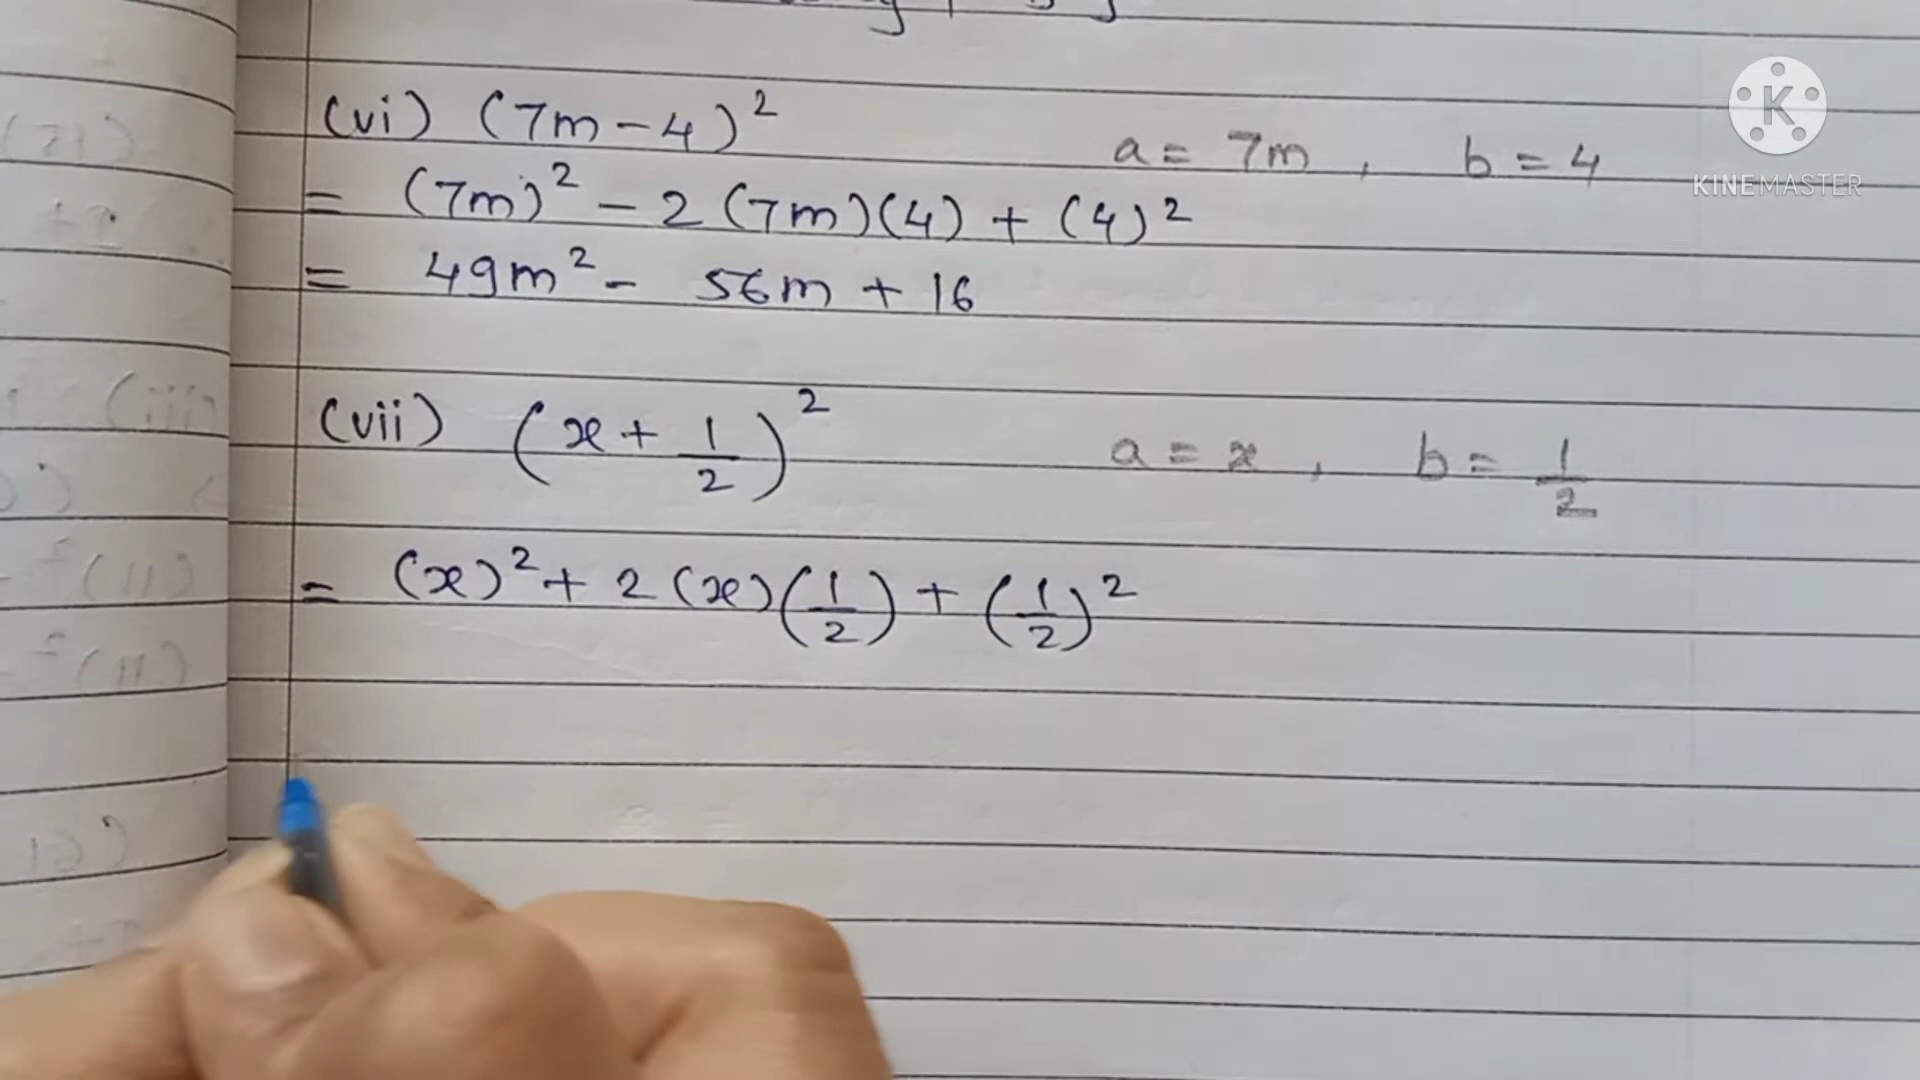 (vi) (7m - 4)² a = 7m , b = 4
= (7m)² - 2 (7m)(4) + (4)²
= 49m² - 56m + 16
(vii) (x + 1/2)² a = x , b = 1/2
= (x)² + 2 (x)(1/2) + (1/2)²
K
KINEMASTER